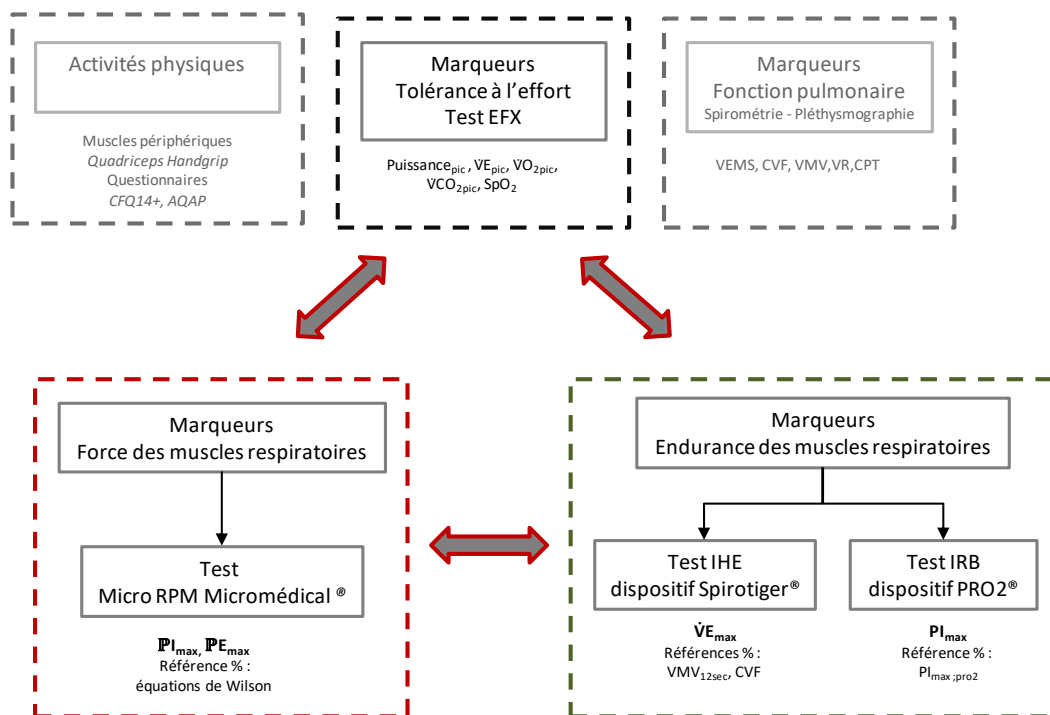 Activités physiques
Muscles périphériques
Quadriceps Handgrip
Questionnaires
CFQ14+, AQAP
Marqueurs
Tolérance à l'effort
Test EFX
Puissancepic , V̇Epic, V̇O2pic,
V̇CO2pic, SpO2
Marqueurs
Fonction pulmonaire
Spirométrie - Pléthysmographie
VEMS, CVF, VMV,VR,CPT
Marqueurs
Force des muscles respiratoires
Test
Micro RPM Micromédical ®
ℙImax, ℙEmax
Référence % :
équations de Wilson
Marqueurs
Endurance des muscles respiratoires
Test IHE
dispositif Spirotiger®
V̇Emax
Références % :
VMV12sec, CVF
Test IRB
dispositif PRO2®
PImax
Référence % :
PImax ;pro2